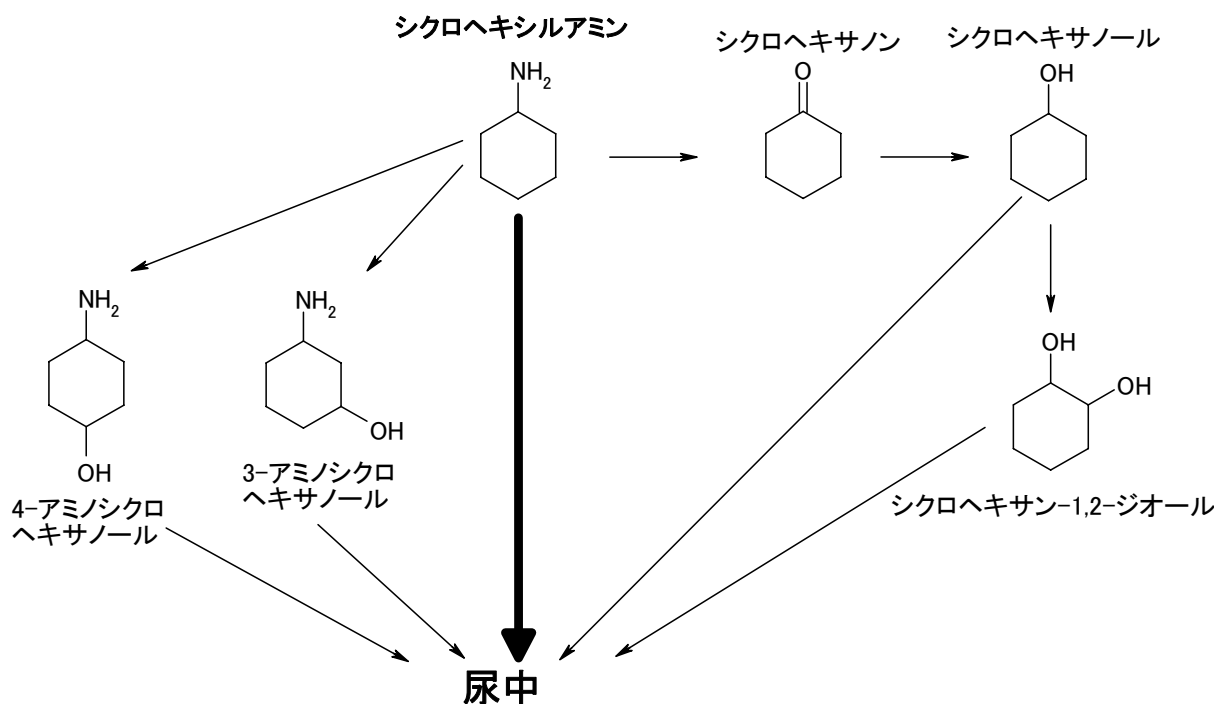 シクロヘキシルアミン
NH2
シクロヘキサノン
O
シクロヘキサノール
OH
NH2
OH
4-アミノシクロ
ヘキサノール
NH2
OH
3-アミノシクロ
ヘキサノール
OH
OH
シクロヘキサン-1,2-ジオール
尿中